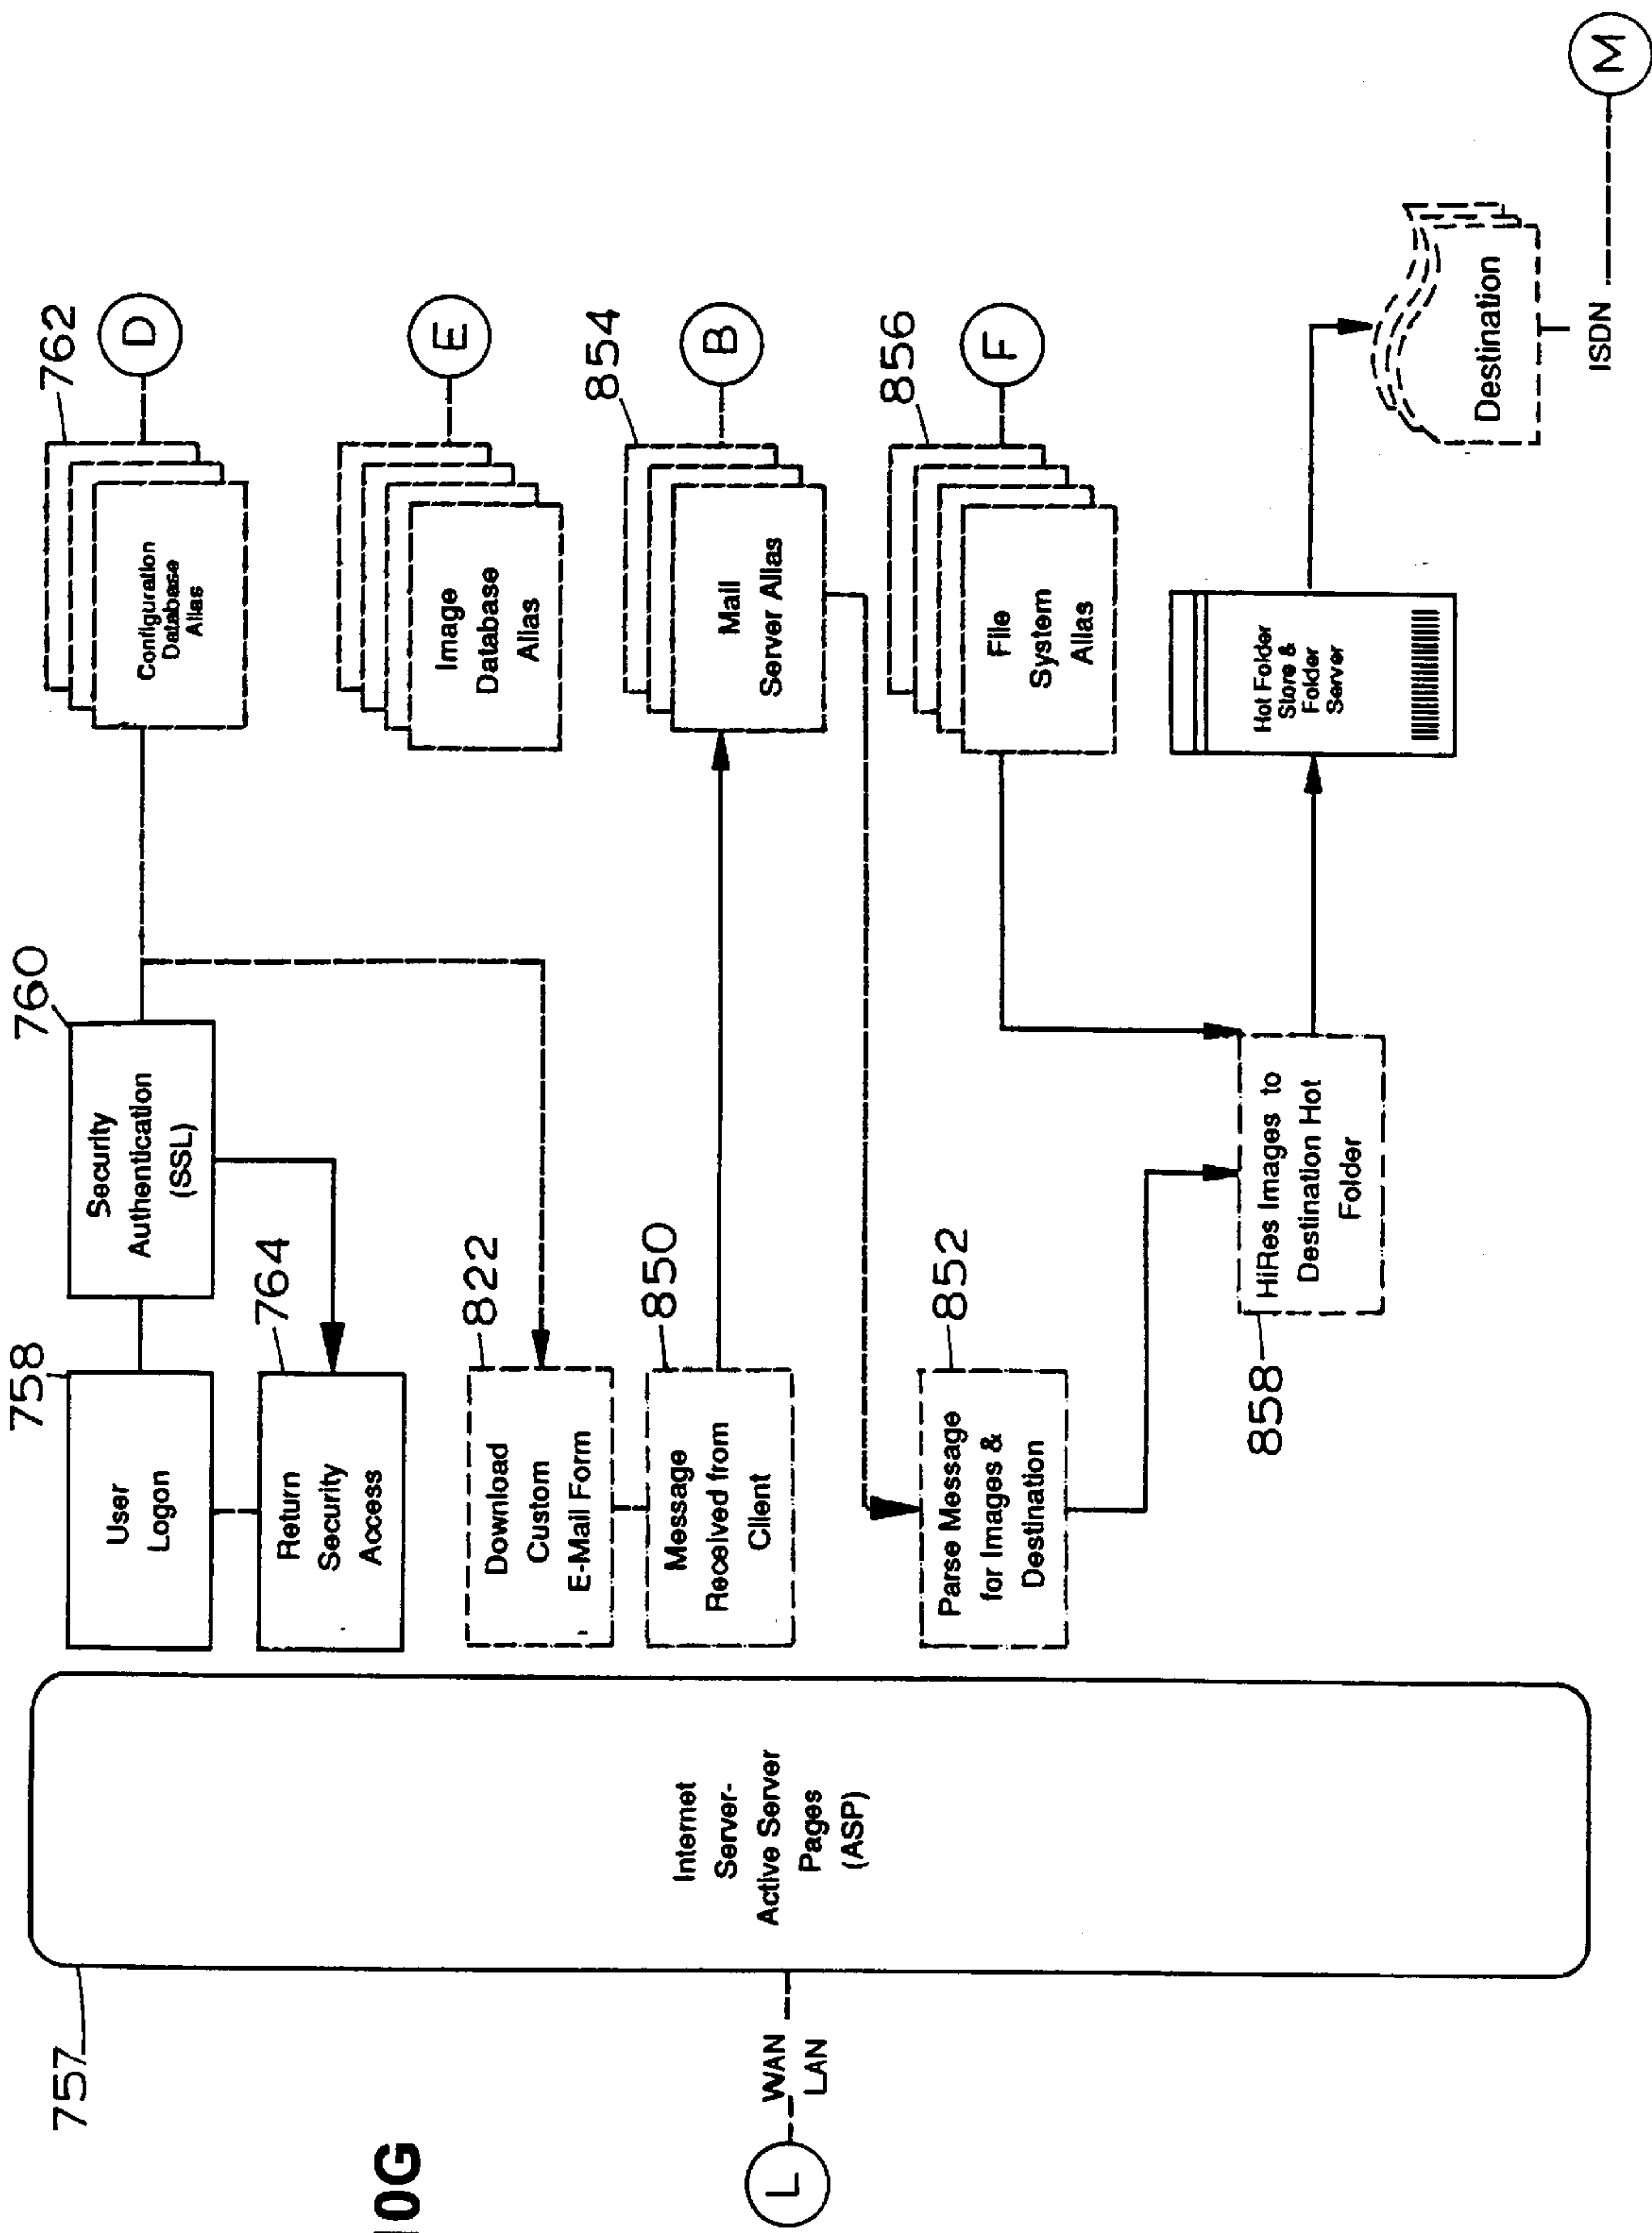 10G
757
L
WAN
LAN
Internet
Server-
Active Server
Pages
(ASP)
758
User
Logon
760
Security
Authentication
(SSL)
762
Configuration
Database
Alias
D
764
Return
Security
Access
Image
Database
Alias
E
822
Download
Custom
E-Mail Form
850
Message
Received from
Client
854
Mail
Server Alias
B
852
Parse Message
for Images &
Destination
856
File
System
Alias
F
858
HiRes Images to
Destination Hot
Folder
Hot Folder
Store &
Folder
Server
Destination
ISDN
M